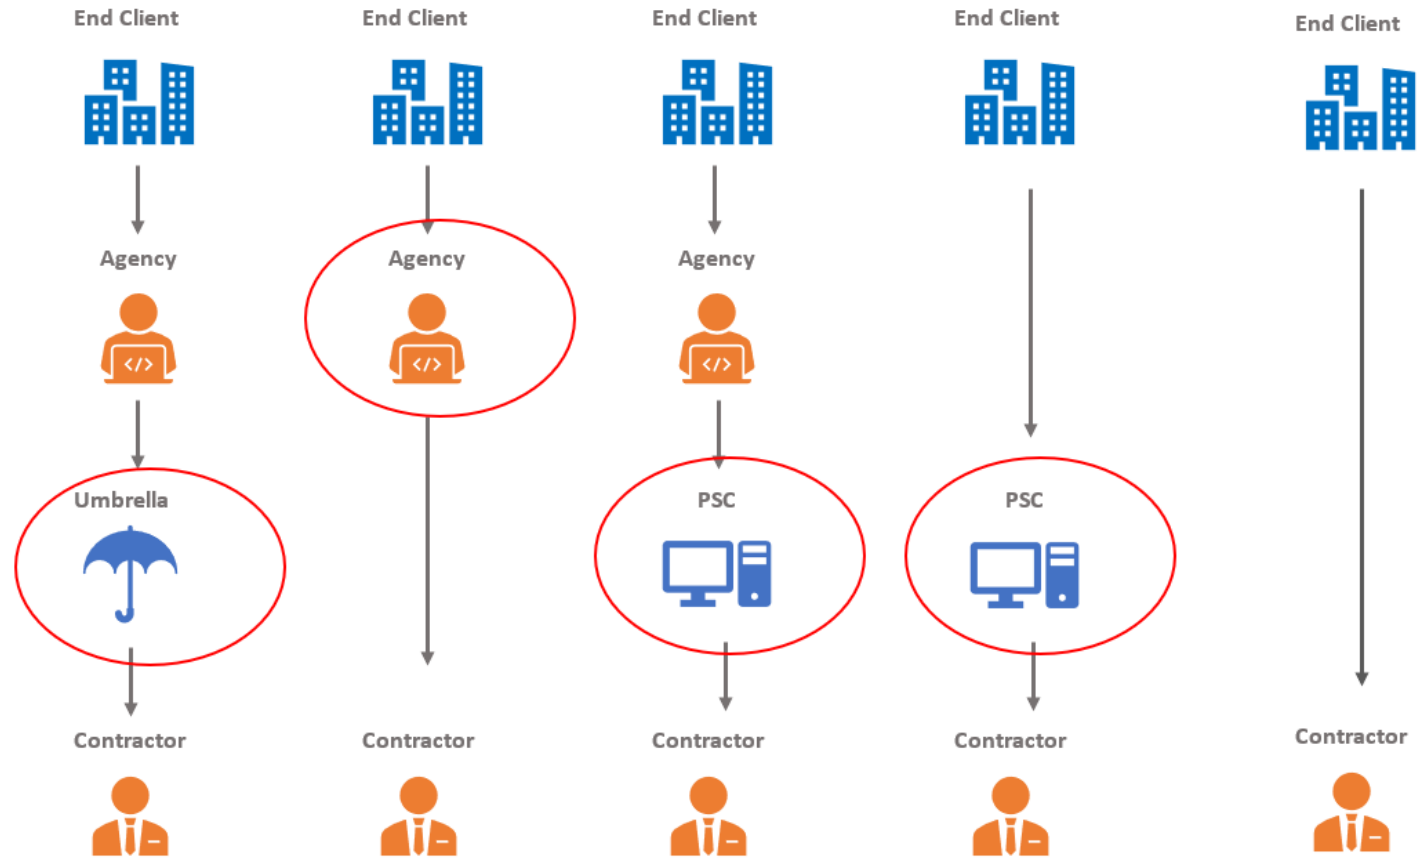 End Client
End Client
End Client
End Client
End Client
Agency
Agency
Agency
</>
</>
</>
Umbrella
PSC
PSC
Contractor
Contractor
Contractor
Contractor
Contractor